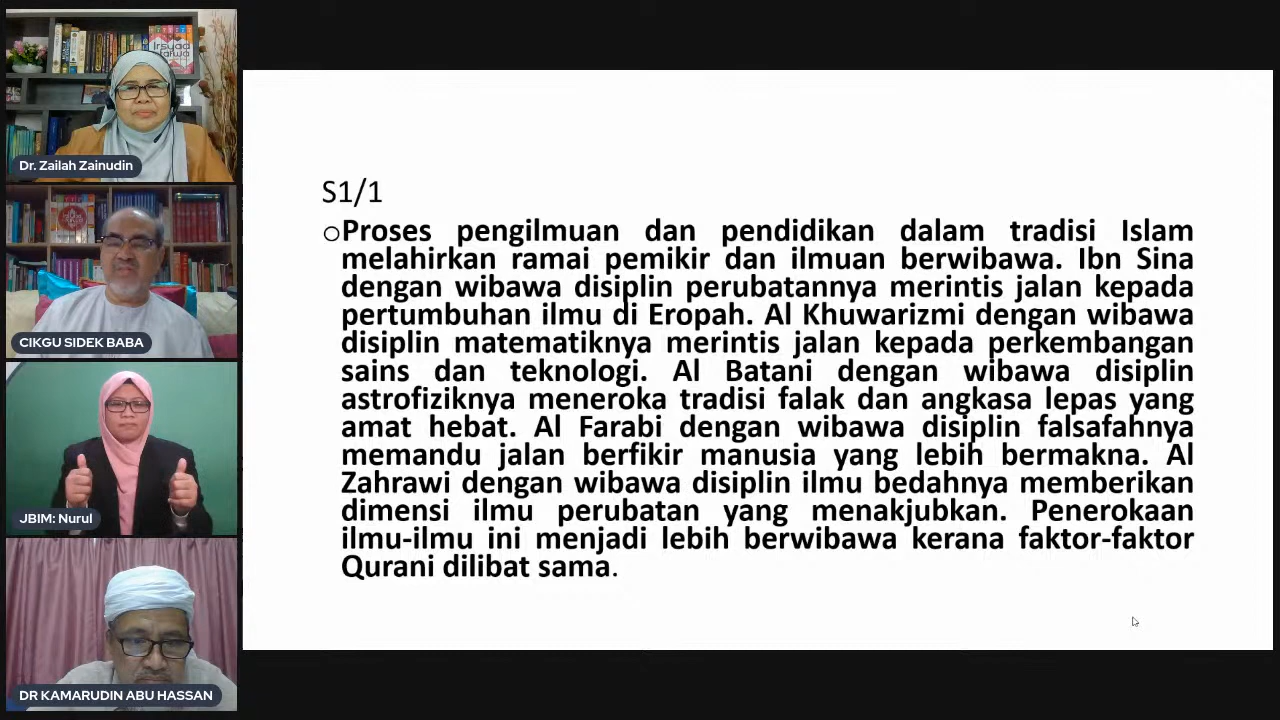 Irsyad
Fatwa
Dr. Zailah Zainudin
CIKGU SIDEK BABA
JBIM: Nurul
DR KAMARUDIN ABU HASSAN
S1/1
oProses pengilmuan dan pendidikan dalam tradisi Islam
melahirkan ramai pemikir dan ilmuan berwibawa. Ibn Sina
dengan wibawa disiplin perubatannya merintis jalan kepada
pertumbuhan ilmu di Eropah. Al Khuwarizmi dengan wibawa
disiplin matematiknya merintis jalan kepada perkembangan
sains dan teknologi. Al Batani dengan wibawa disiplin
astrofiziknya meneroka tradisi falak dan angkasa lepas yang
amat hebat. Al Farabi dengan wibawa disiplin falsafahnya
memandu jalan berfikir manusia yang lebih bermakna. Al
Zahrawi dengan wibawa disiplin ilmu bedahnya memberikan
dimensi ilmu perubatan yang menakjubkan. Penerokaan
ilmu-ilmu ini menjadi lebih berwibawa kerana faktor-faktor
Qurani dilibat sama.